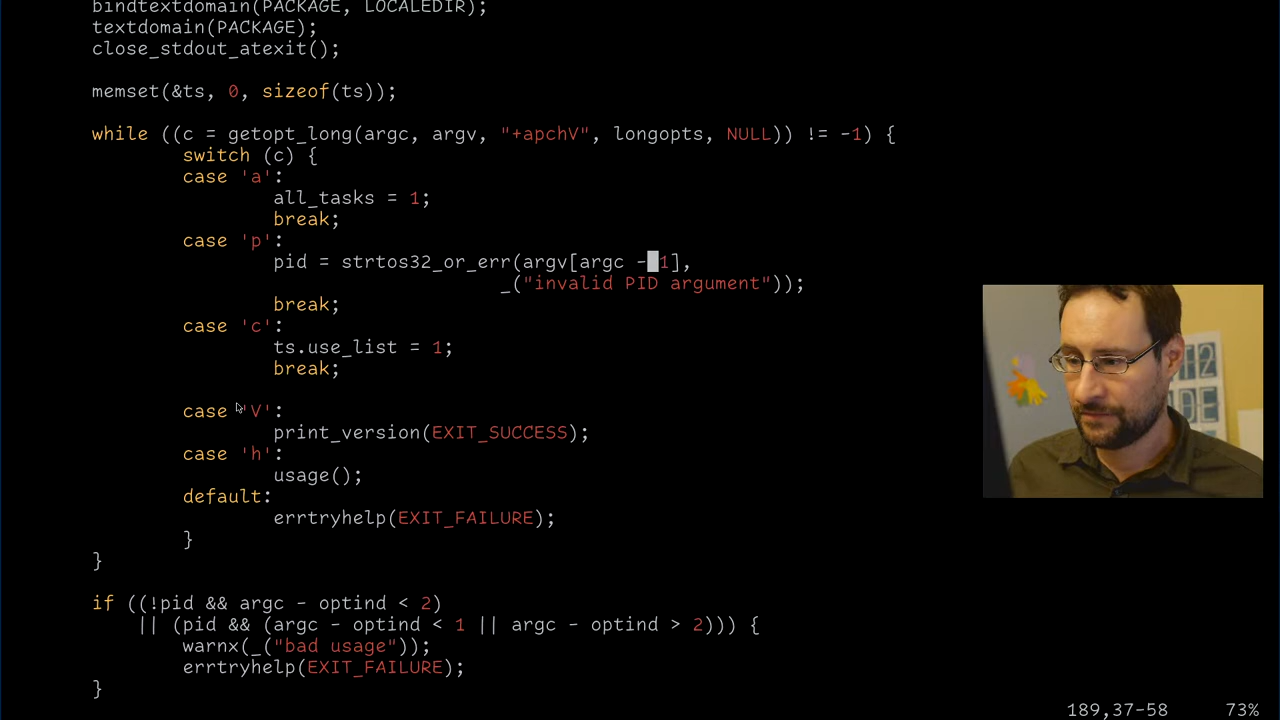 bindtextdomain(PACKAGE, LOCALEDIR);
textdomain(PACKAGE);
close_stdout_atexit();
memset(&ts, 0, sizeof(ts));
while ((c = getopt_long(argc, argv, "+apchV", longopts, NULL)) != -1) {
switch (c) {
case 'a':
all_tasks = 1;
break;
case 'p':
pid = strtos32_or_err(argv[argc - 1],
_("invalid PID argument"));
break;
case 'c':
ts.use_list = 1;
break;
case 'V':
print_version(EXIT_SUCCESS);
case 'h':
usage();
default:
errtryhelp(EXIT_FAILURE);
}
}
if ((!pid && argc - optind < 2)
|| (pid && (argc - optind < 1 || argc - optind > 2))) {
warnx(_("bad usage"));
errtryhelp(EXIT_FAILURE);
}
189,37-58 73%